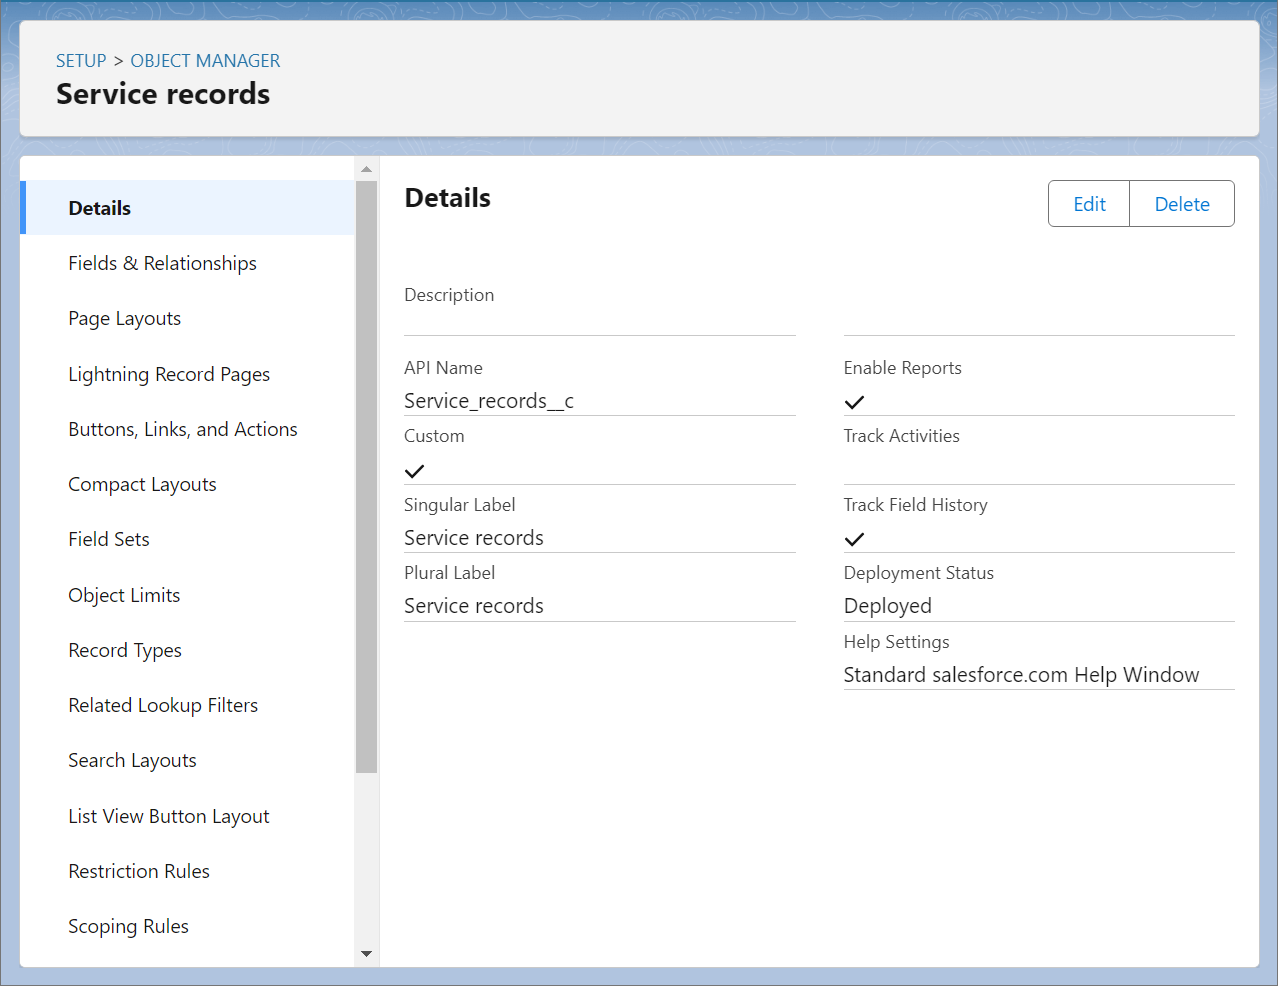 SETUP > OBJECT MANAGER
Service records
Details
Fields & Relationships
Page Layouts
Lightning Record Pages
Buttons, Links, and Actions
Compact Layouts
Field Sets
Object Limits
Record Types
Related Lookup Filters
Search Layouts
List View Button Layout
Restriction Rules
Scoping Rules
Details
Edit
Delete
Description
API Name
Service_records__c
Custom
Singular Label
Service records
Plural Label
Service records
Enable Reports
Track Activities
Track Field History
Deployment Status
Deployed
Help Settings
Standard salesforce.com Help Window